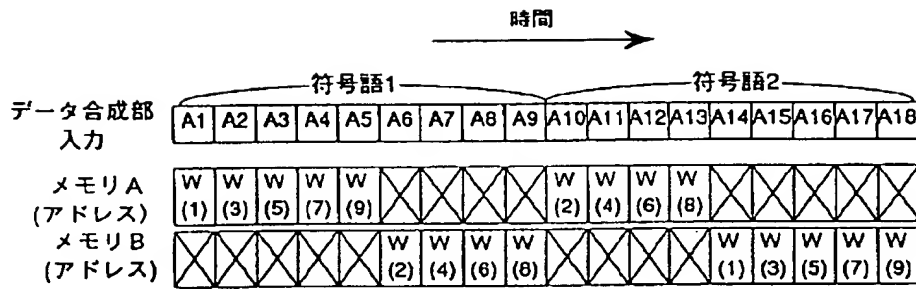 時間
符号語1 符号語2
データ合成部
入力
A1 A2 A3 A4 A5 A6 A7 A8 A9 A10 A11 A12 A13 A14 A15 A16 A17 A18
メモリA
(アドレス)
W W W W W W W W W
(1) (3) (5) (7) (9) (2) (4) (6) (8)
メモリB
(アドレス)
W W W W W W W W W
(2) (4) (6) (8) (1) (3) (5) (7) (9)